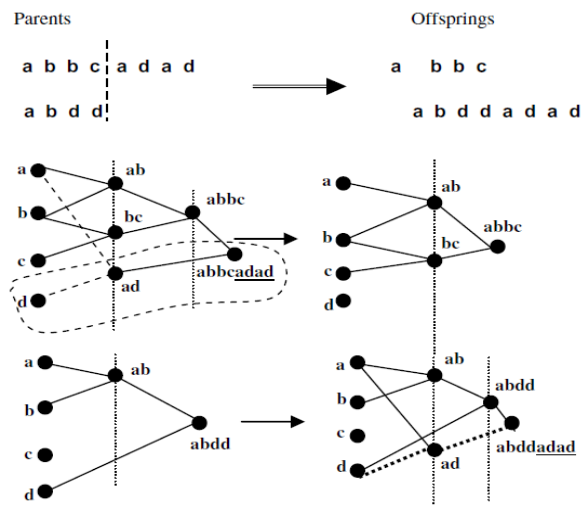 Parents Offsprings
a b b c a d a d a b b c
a b d d a b d d a d a d
a ab
b bc abbc
c
d ad abbcadad
a ab
b bc abbc
c
d
a ab
b
c abdd
d
a ab
b abdd
c
d ad abddadad